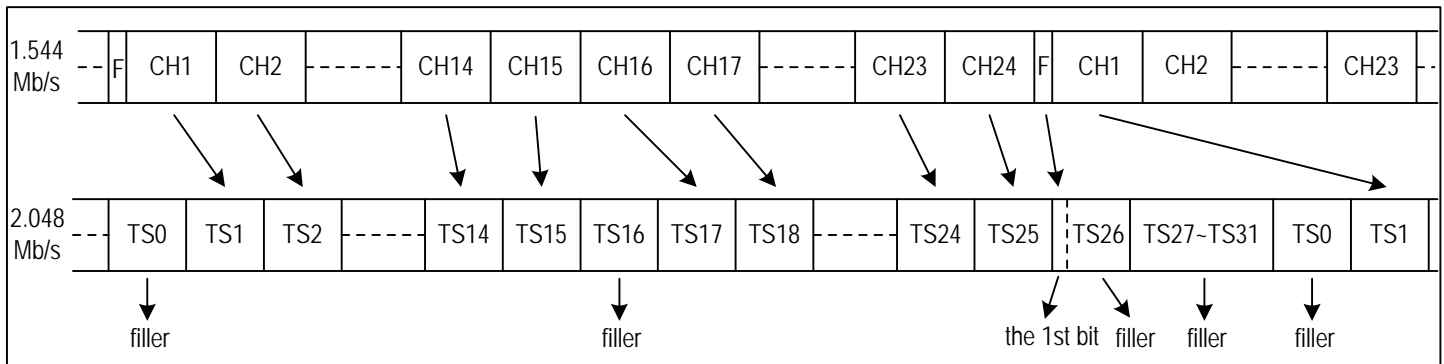 1.544 Mb/s
F CH1 CH2 CH14 CH15 CH16 CH17 CH23 CH24 F CH1 CH2 CH23
2.048 Mb/s
TS0 TS1 TS2 TS14 TS15 TS16 TS17 TS18 TS24 TS25 TS26 TS27~TS31 TS0 TS1
filler filler the 1st bit filler filler filler